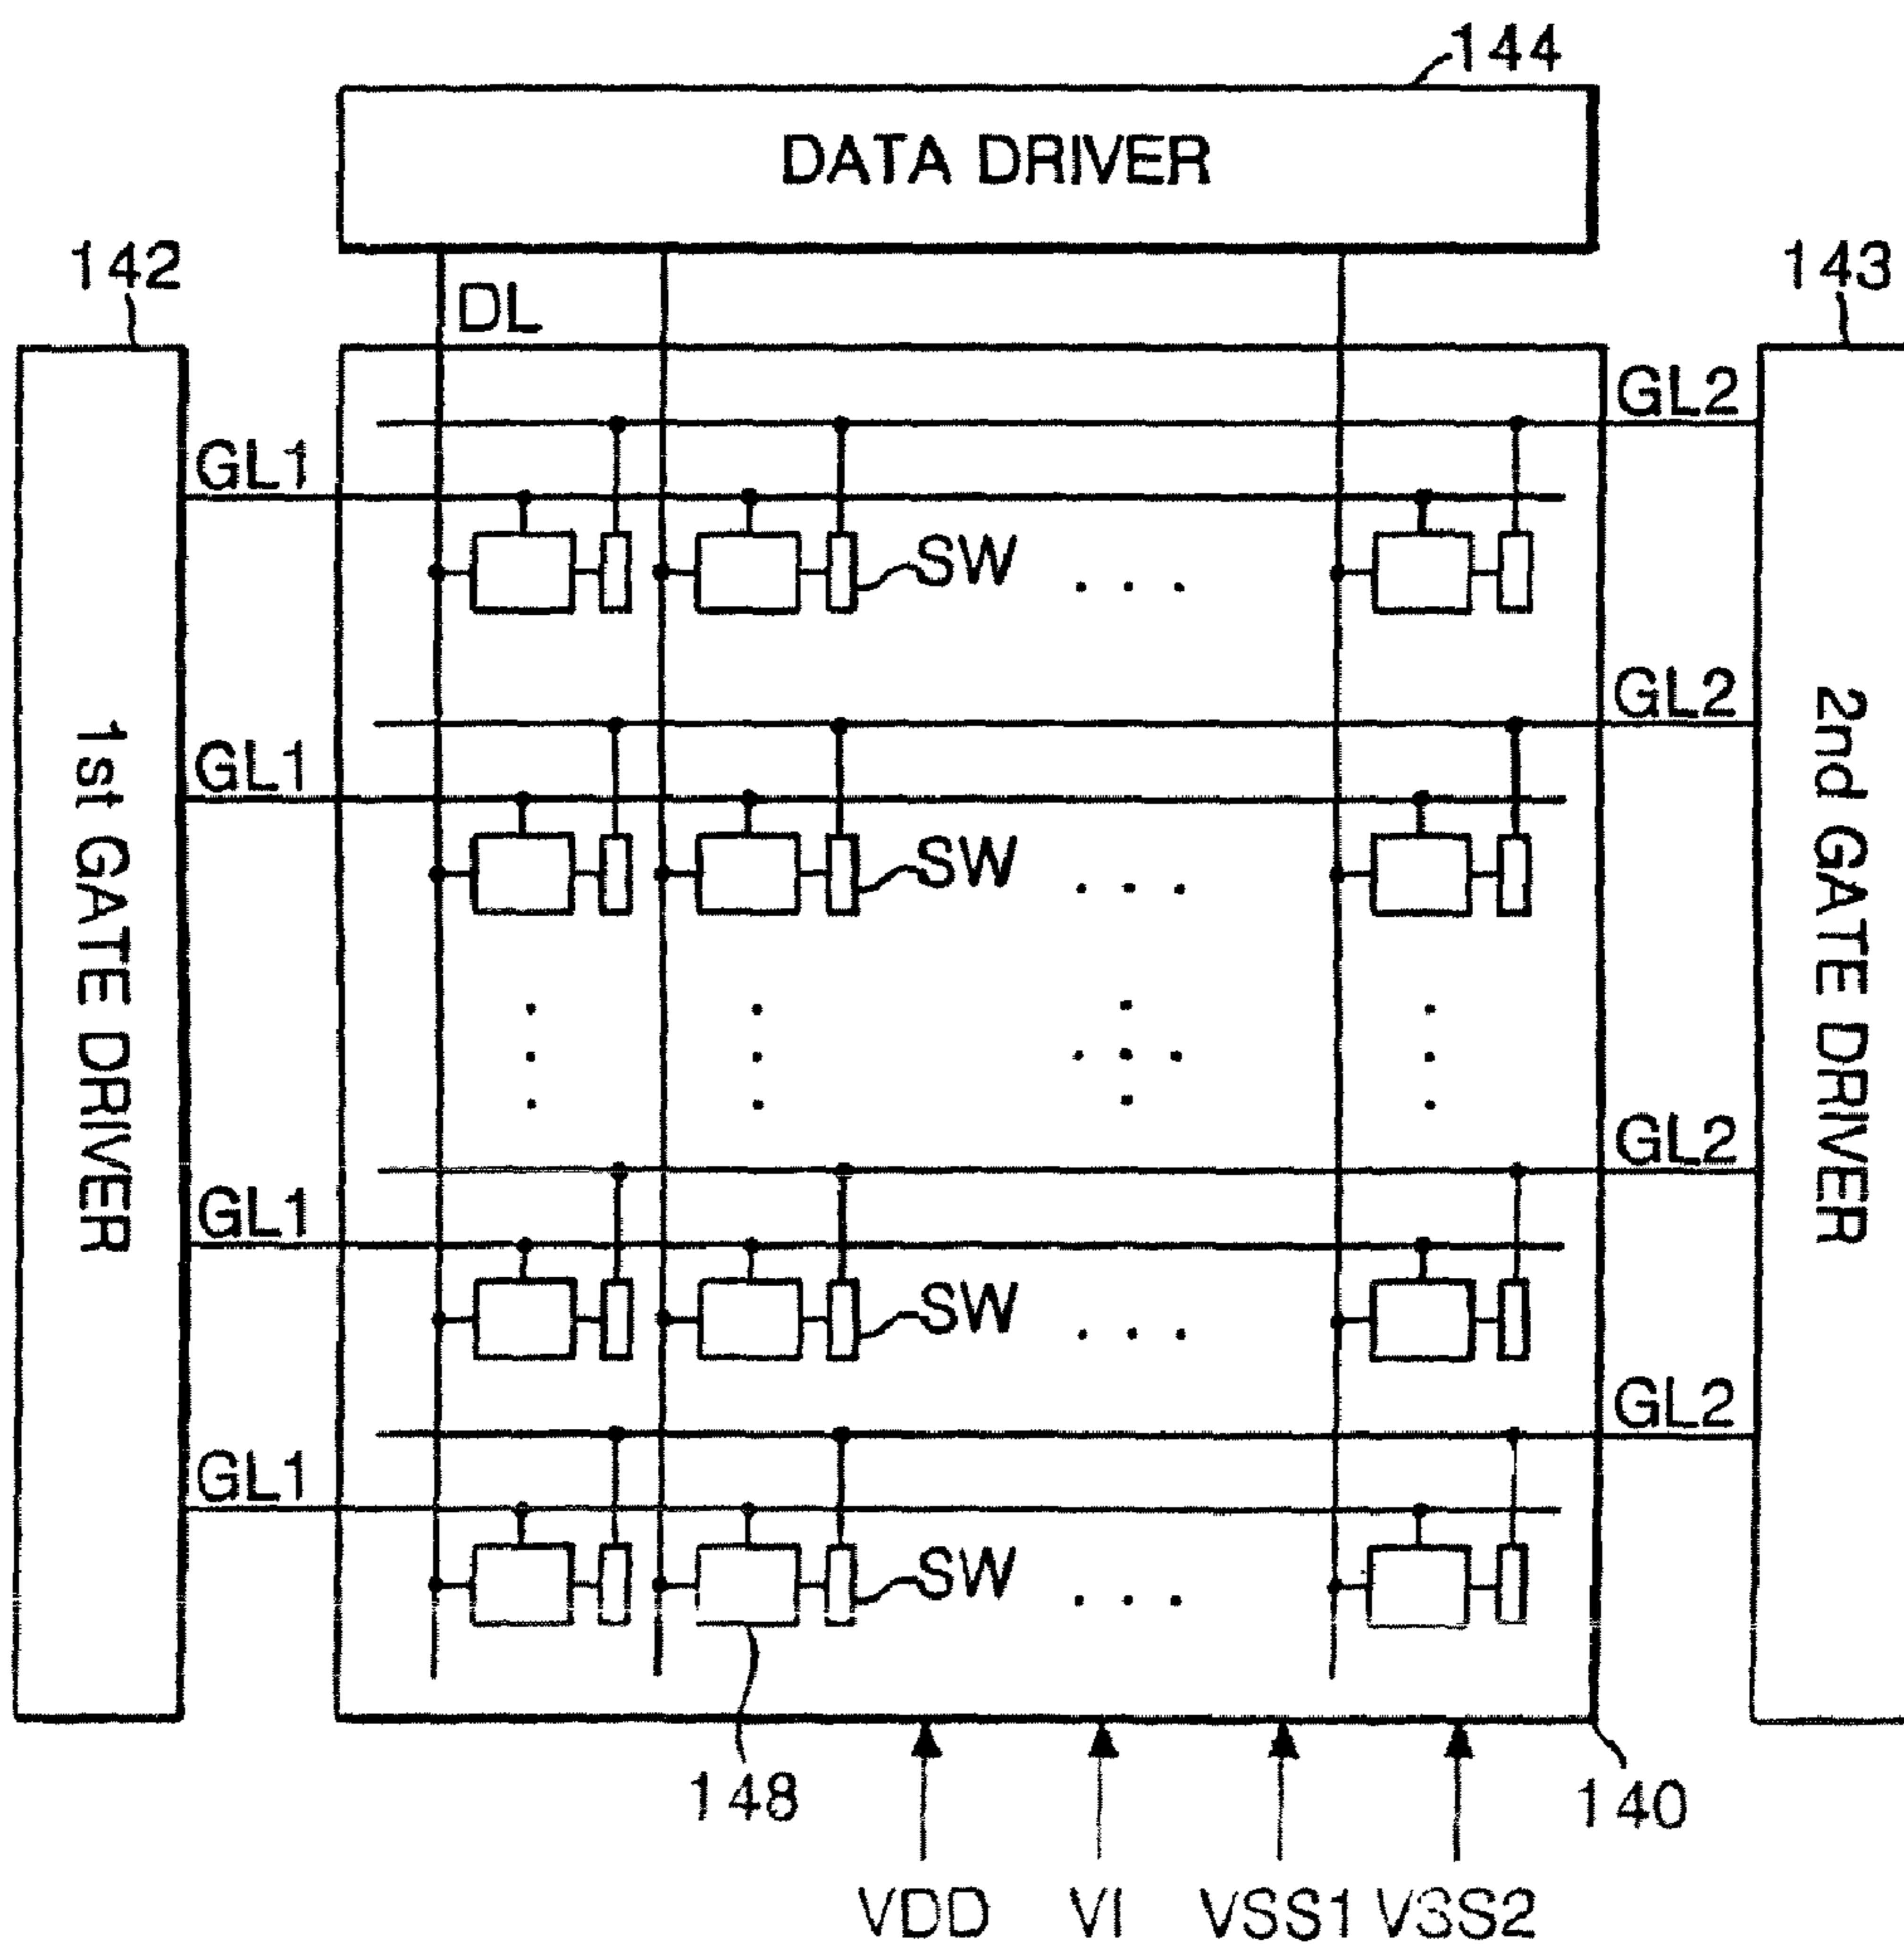 144
DATA DRIVER
142
143
DL
GL2
GL1
SW
GL2
GL1
SW
1st GATE DRIVER
2nd GATE DRIVER
GL2
GL1
SW
GL2
GL1
SW
148
140
VDD VI VSS1 VSS2